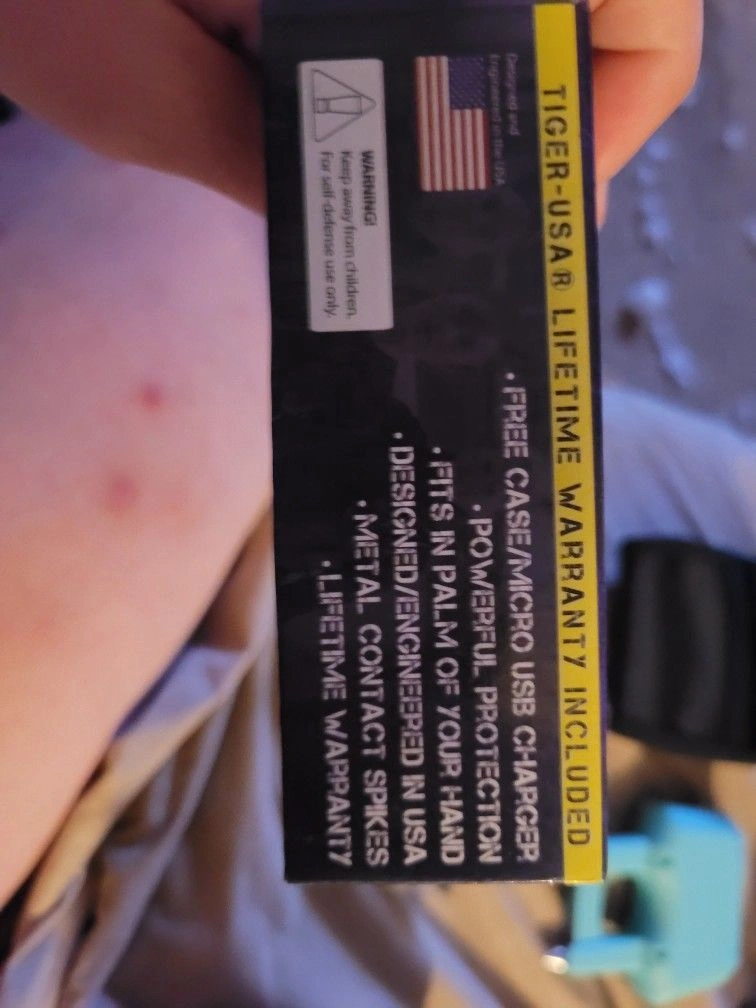 TIGER-USA® LIFETIME WARRANTY INCLUDED
Designed and
Engineered in the USA
WARNING!
Keep away from children.
For self-defense use only.
· FREE CASE/MICRO USB CHARGER
· POWERFUL PROTECTION
· FITS IN PALM OF YOUR HAND
· DESIGNED/ENGINEERED IN USA
· METAL CONTACT SPIKES
· LIFETIME WARRANTY